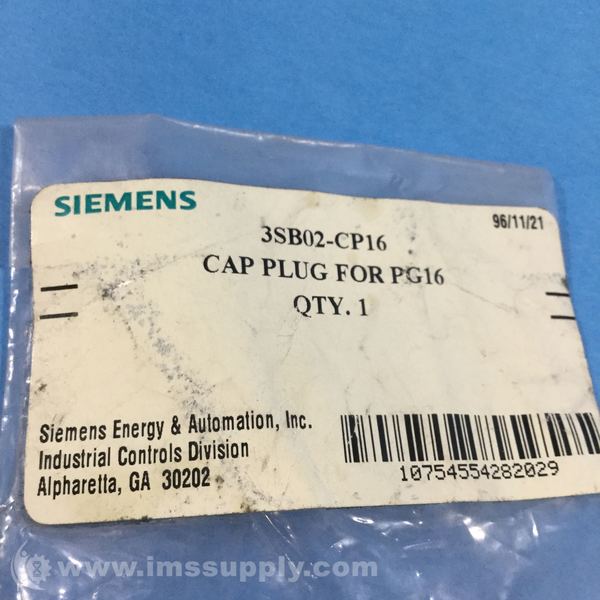 SIEMENS
96/11/21
3SB02-CP16
CAP PLUG FOR PG16
QTY. 1
Siemens Energy & Automation, Inc.
Industrial Controls Division
Alpharetta, GA 30202
10754554282029
www.imssupply.com